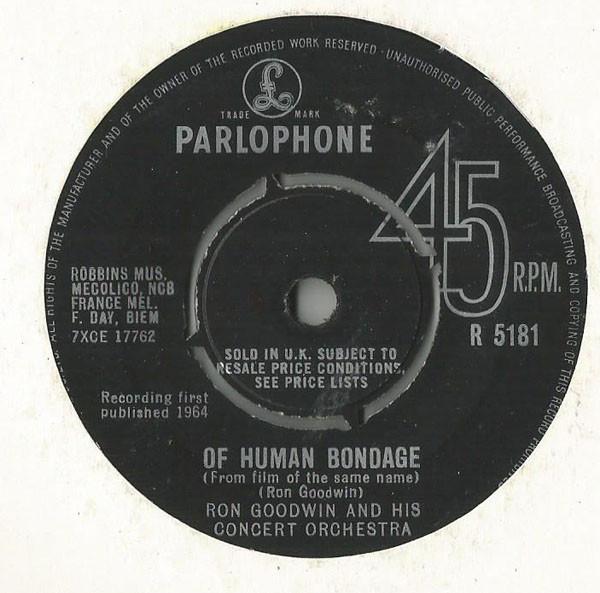 ALL RIGHTS OF THE MANUFACTURER AND OF THE OWNER OF THE RECORDED WORK RESERVED · UNAUTHORISED PUBLIC PERFORMANCE BROADCASTING AND COPYING OF THIS RECORD
£
TRADE MARK
PARLOPHONE
45
R.P.M.
R 5181
ROBBINS MUS.
MECOLICO, NCB
FRANCE MEL.
F. DAY, BIEM
7XCE 17762
SOLD IN U.K. SUBJECT TO
RESALE PRICE CONDITIONS,
SEE PRICE LISTS
Recording first
published 1964
OF HUMAN BONDAGE
(From film of the same name)
(Ron Goodwin)
RON GOODWIN AND HIS
CONCERT ORCHESTRA